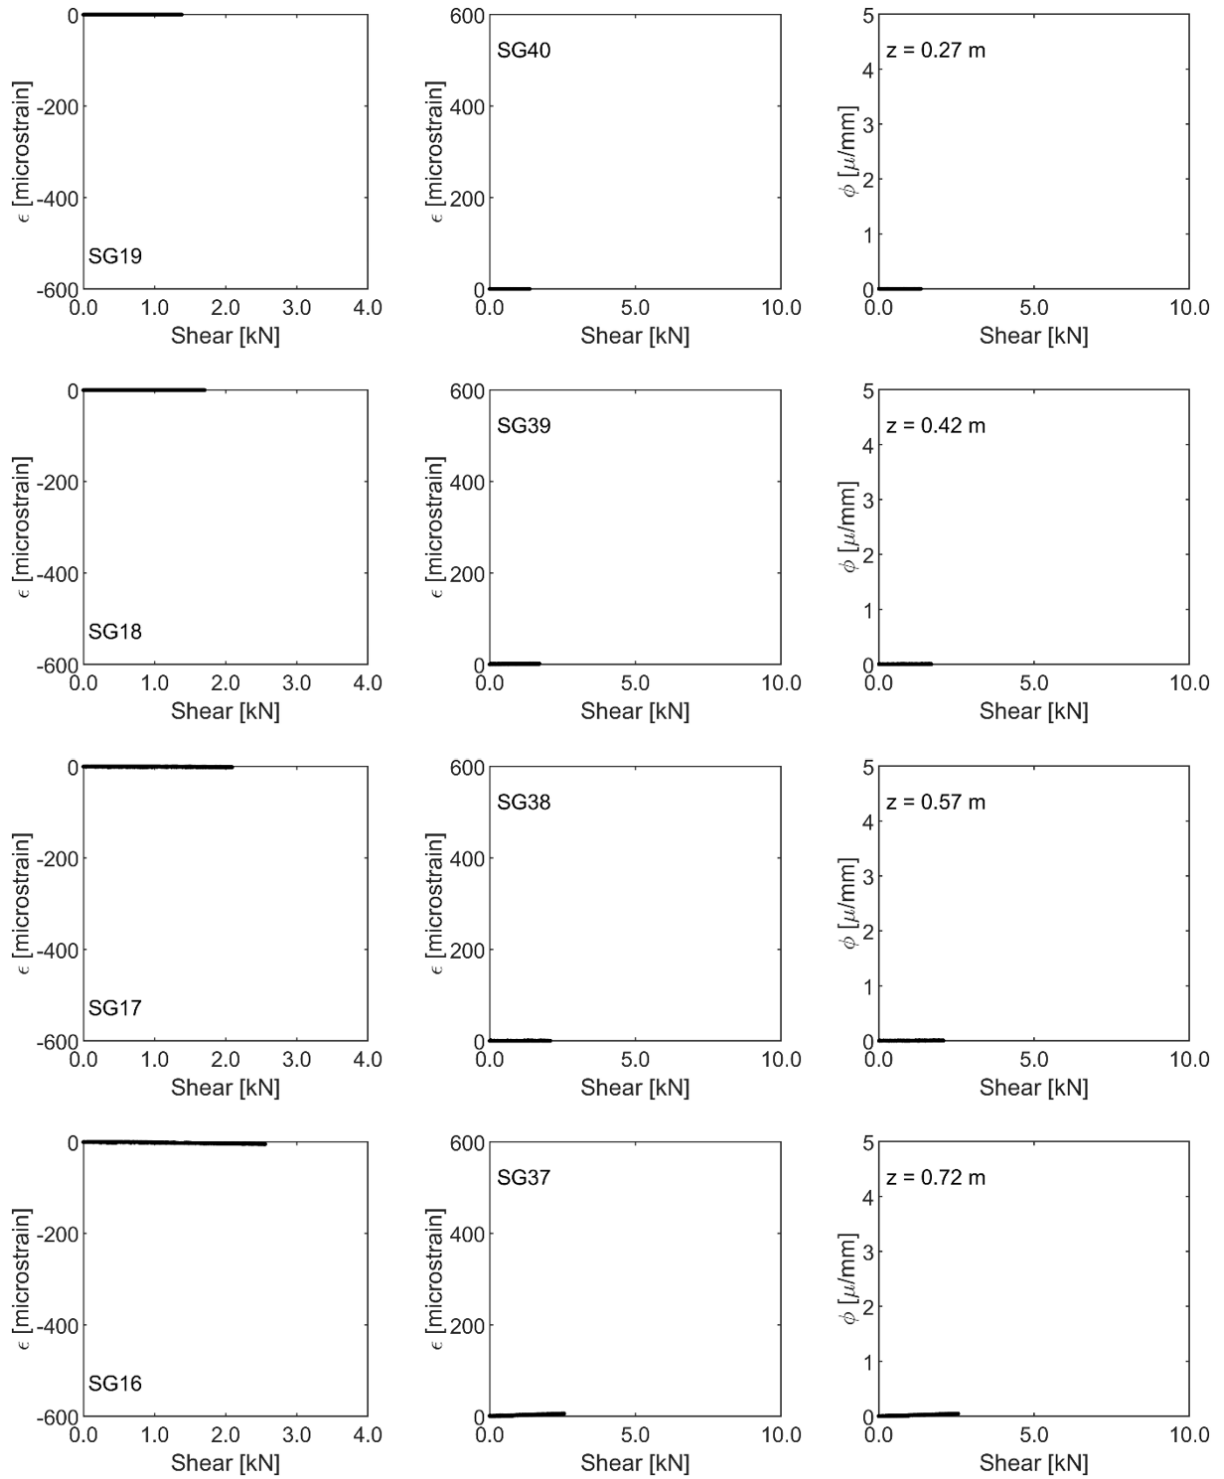 0
-200
-400
-600
ϵ [microstrain]
SG19
0.0 1.0 2.0 3.0 4.0
Shear [kN]
600
400
200
0
ϵ [microstrain]
SG40
0.0 5.0 10.0
Shear [kN]
5
4
3
2
1
0
ϕ [μ/mm]
z = 0.27 m
0.0 5.0 10.0
Shear [kN]
0
-200
-400
-600
ϵ [microstrain]
SG18
0.0 1.0 2.0 3.0 4.0
Shear [kN]
600
400
200
0
ϵ [microstrain]
SG39
0.0 5.0 10.0
Shear [kN]
5
4
3
2
1
0
ϕ [μ/mm]
z = 0.42 m
0.0 5.0 10.0
Shear [kN]
0
-200
-400
-600
ϵ [microstrain]
SG17
0.0 1.0 2.0 3.0 4.0
Shear [kN]
600
400
200
0
ϵ [microstrain]
SG38
0.0 5.0 10.0
Shear [kN]
5
4
3
2
1
0
ϕ [μ/mm]
z = 0.57 m
0.0 5.0 10.0
Shear [kN]
0
-200
-400
-600
ϵ [microstrain]
SG16
0.0 1.0 2.0 3.0 4.0
Shear [kN]
600
400
200
0
ϵ [microstrain]
SG37
0.0 5.0 10.0
Shear [kN]
5
4
3
2
1
0
ϕ [μ/mm]
z = 0.72 m
0.0 5.0 10.0
Shear [kN]